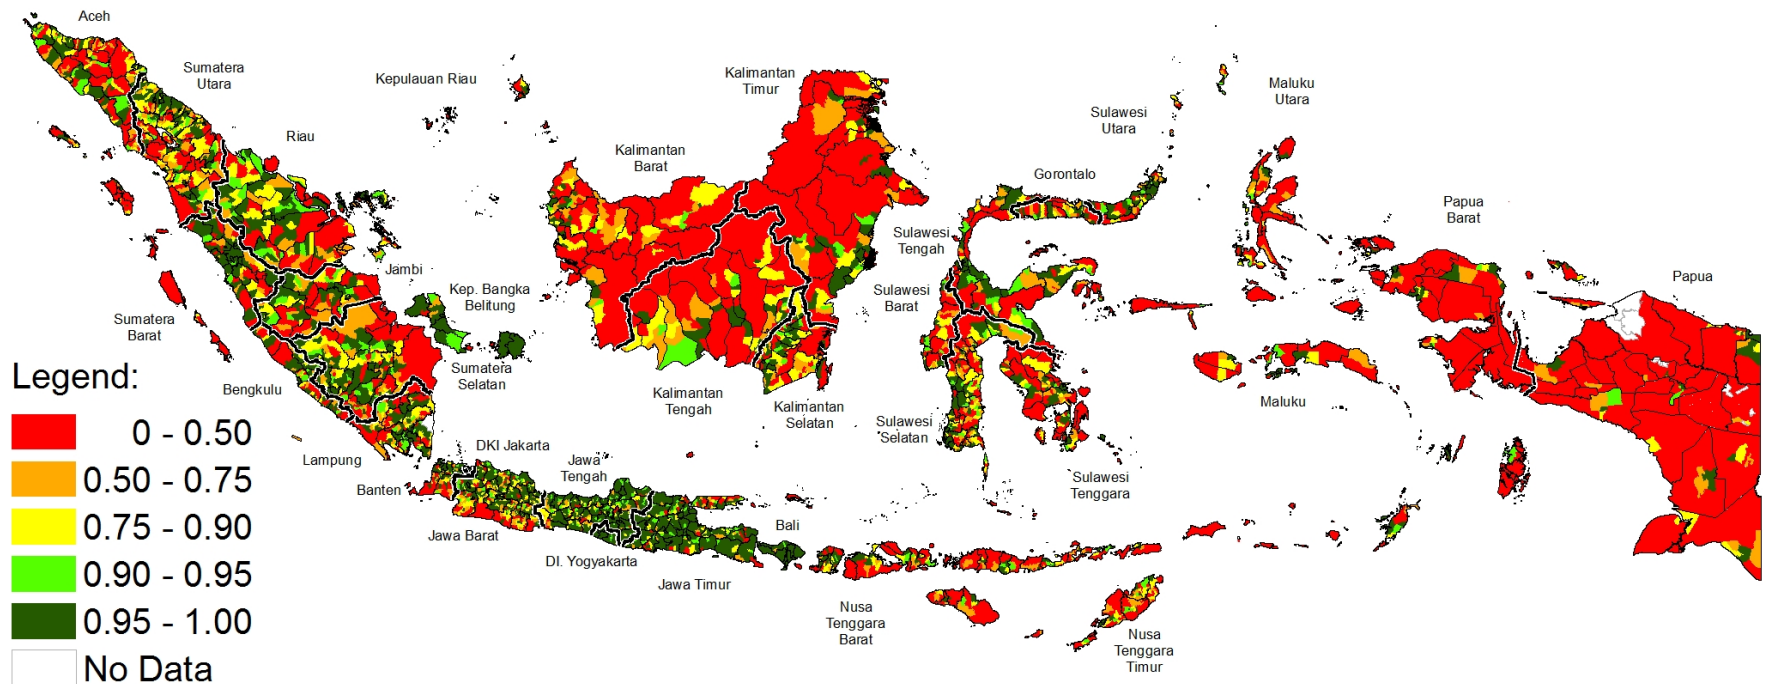 Aceh
Sumatera
Utara
Kepulauan Riau
Riau
Kalimantan
Timur
Kalimantan
Barat
Sulawesi
Utara
Maluku
Utara
Gorontalo
Papua
Barat
Sulawesi
Tengah
Papua
Jambi
Kep. Bangka
Belitung
Sulawesi
Barat
Sumatera
Barat
Sumatera
Selatan
Bengkulu
Kalimantan
Tengah
Kalimantan
Selatan
Sulawesi
Selatan
Maluku
Lampung
DKI Jakarta
Jawa
Tengah
Banten
Sulawesi
Tenggara
Jawa Barat
Bali
DI. Yogyakarta
Jawa Timur
Nusa
Tenggara
Barat
Nusa
Tenggara
Timur
Legend:
0 - 0.50
0.50 - 0.75
0.75 - 0.90
0.90 - 0.95
0.95 - 1.00
No Data